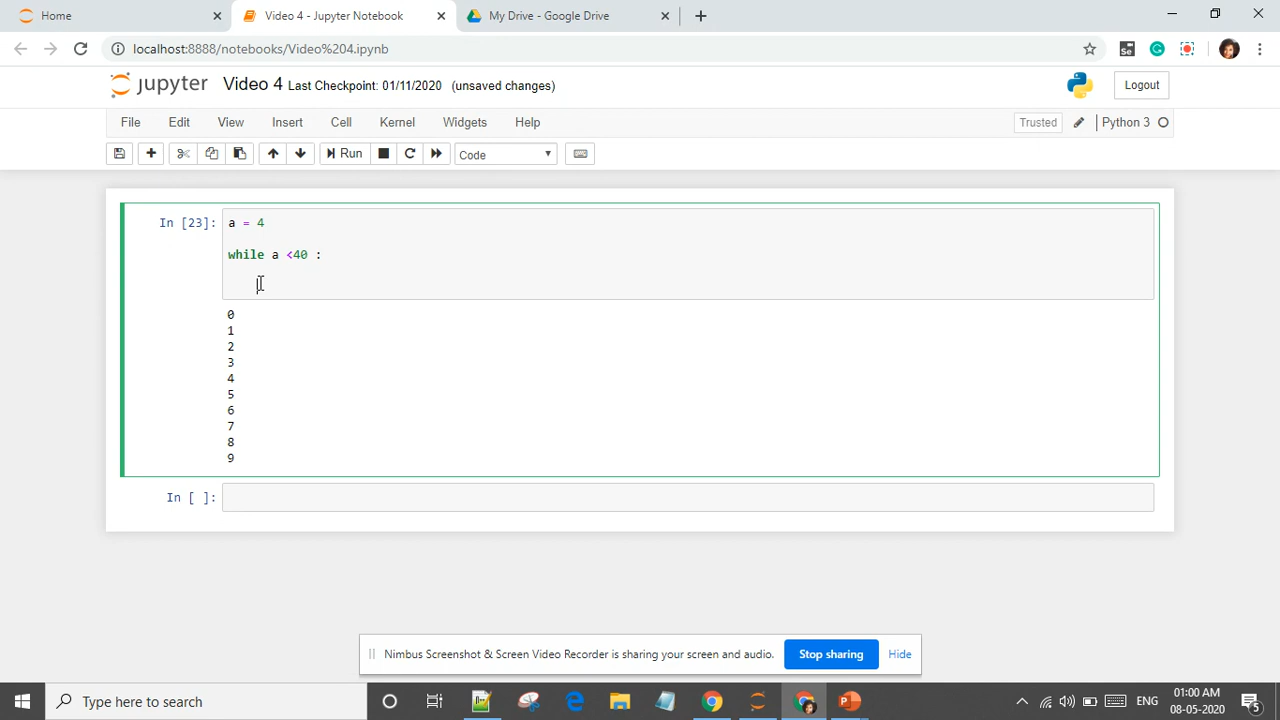 Home
Video 4 - Jupyter Notebook
My Drive - Google Drive
localhost:8888/notebooks/Video%204.ipynb
jupyter Video 4 Last Checkpoint: 01/11/2020 (unsaved changes)
Logout
File Edit View Insert Cell Kernel Widgets Help
Trusted
Python 3
Run
Code
In [23]: a = 4
while a <40 :
0
1
2
3
4
5
6
7
8
9
In [ ]:
Nimbus Screenshot & Screen Video Recorder is sharing your screen and audio. Stop sharing Hide
Type here to search
ENG
01:00 AM
08-05-2020
5